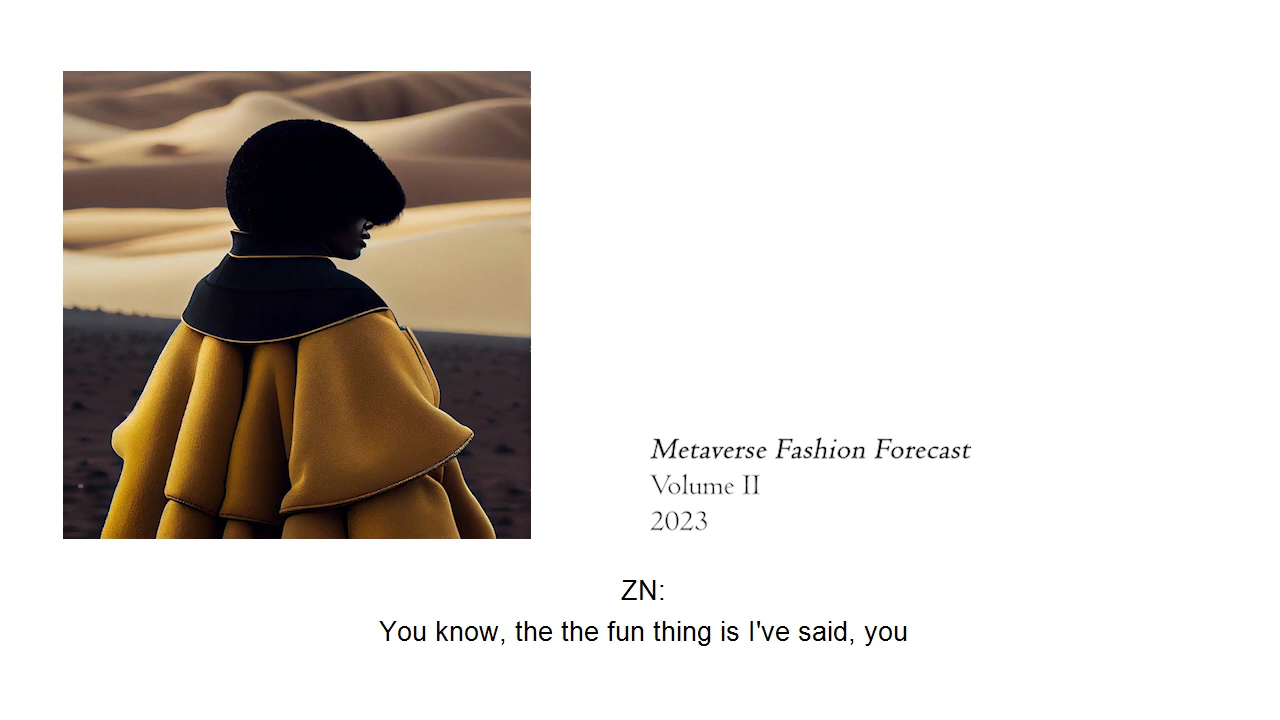 Metaverse Fashion Forecast
Volume II
2023
ZN:
You know, the the fun thing is I've said, you